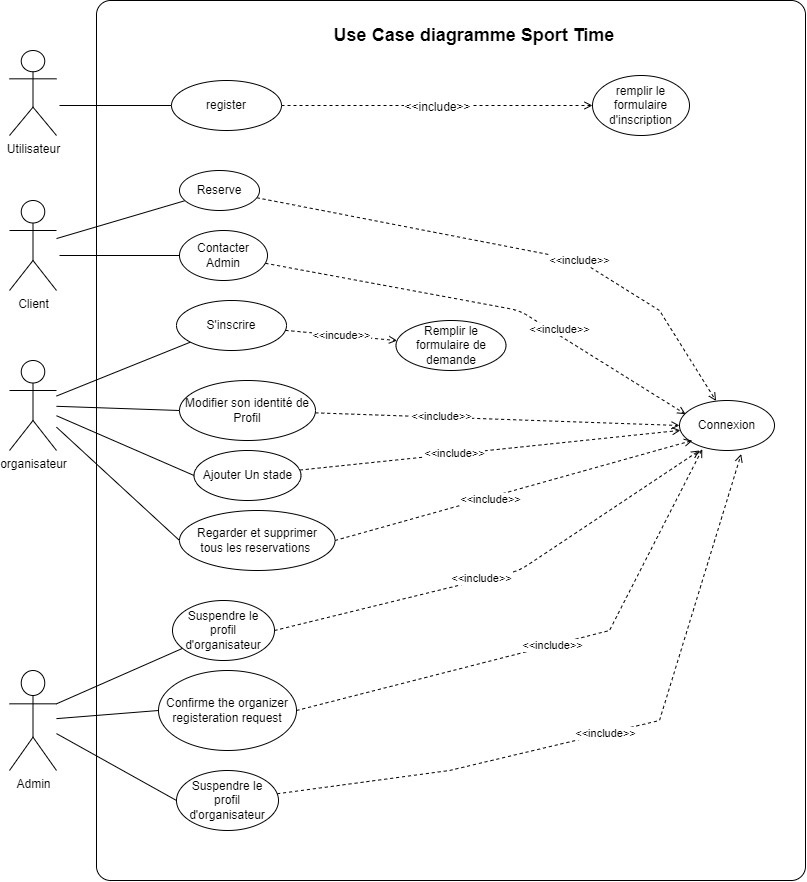 Use Case diagramme Sport Time
Utilisateur
register
<<include>>
remplir le
formulaire
d'inscription
Client
Reserve
<<include>>
Contacter
Admin
<<include>>
organisateur
S'inscrire
<<incude>>
Remplir le
formulaire de
demande
Modifier son identité de
Profil
<<include>>
Connexion
Ajouter Un stade
<<include>>
Regarder et supprimer
tous les reservations
<<include>>
Admin
Suspendre le
profil
d'organisateur
<<include>>
Confirme the organizer
registeration request
<<include>>
Suspendre le
profil
d'organisateur
<<include>>